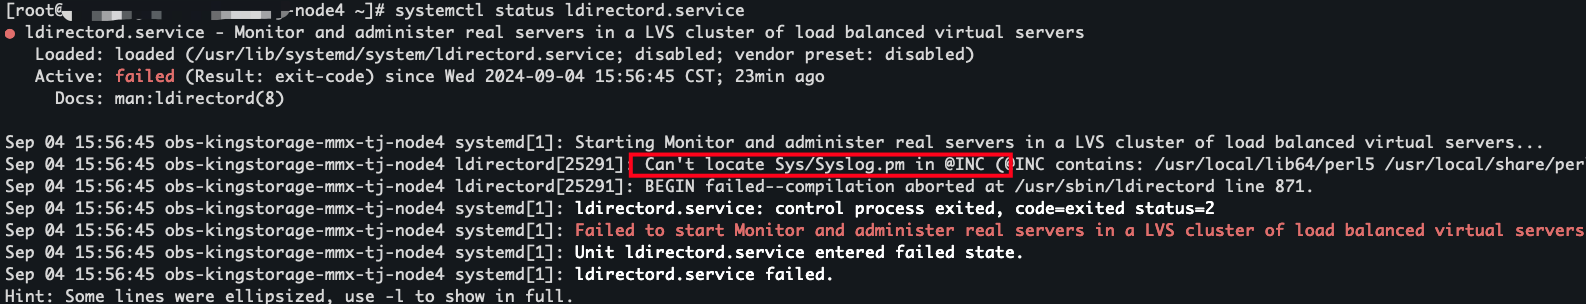 [root@ -node4 ~]# systemctl status ldirectord.service
● ldirectord.service - Monitor and administer real servers in a LVS cluster of load balanced virtual servers
Loaded: loaded (/usr/lib/systemd/system/ldirectord.service; disabled; vendor preset: disabled)
Active: failed (Result: exit-code) since Wed 2024-09-04 15:56:45 CST; 23min ago
Docs: man:ldirectord(8)
Sep 04 15:56:45 obs-kingstorage-mmx-tj-node4 systemd[1]: Starting Monitor and administer real servers in a LVS cluster of load balanced virtual servers...
Sep 04 15:56:45 obs-kingstorage-mmx-tj-node4 ldirectord[25291]: Can't locate Sys/Syslog.pm in @INC (@INC contains: /usr/local/lib64/perl5 /usr/local/share/per
Sep 04 15:56:45 obs-kingstorage-mmx-tj-node4 ldirectord[25291]: BEGIN failed--compilation aborted at /usr/sbin/ldirectord line 871.
Sep 04 15:56:45 obs-kingstorage-mmx-tj-node4 systemd[1]: ldirectord.service: control process exited, code=exited status=2
Sep 04 15:56:45 obs-kingstorage-mmx-tj-node4 systemd[1]: Failed to start Monitor and administer real servers in a LVS cluster of load balanced virtual servers
Sep 04 15:56:45 obs-kingstorage-mmx-tj-node4 systemd[1]: Unit ldirectord.service entered failed state.
Sep 04 15:56:45 obs-kingstorage-mmx-tj-node4 systemd[1]: ldirectord.service failed.
Hint: Some lines were ellipsized, use -l to show in full.